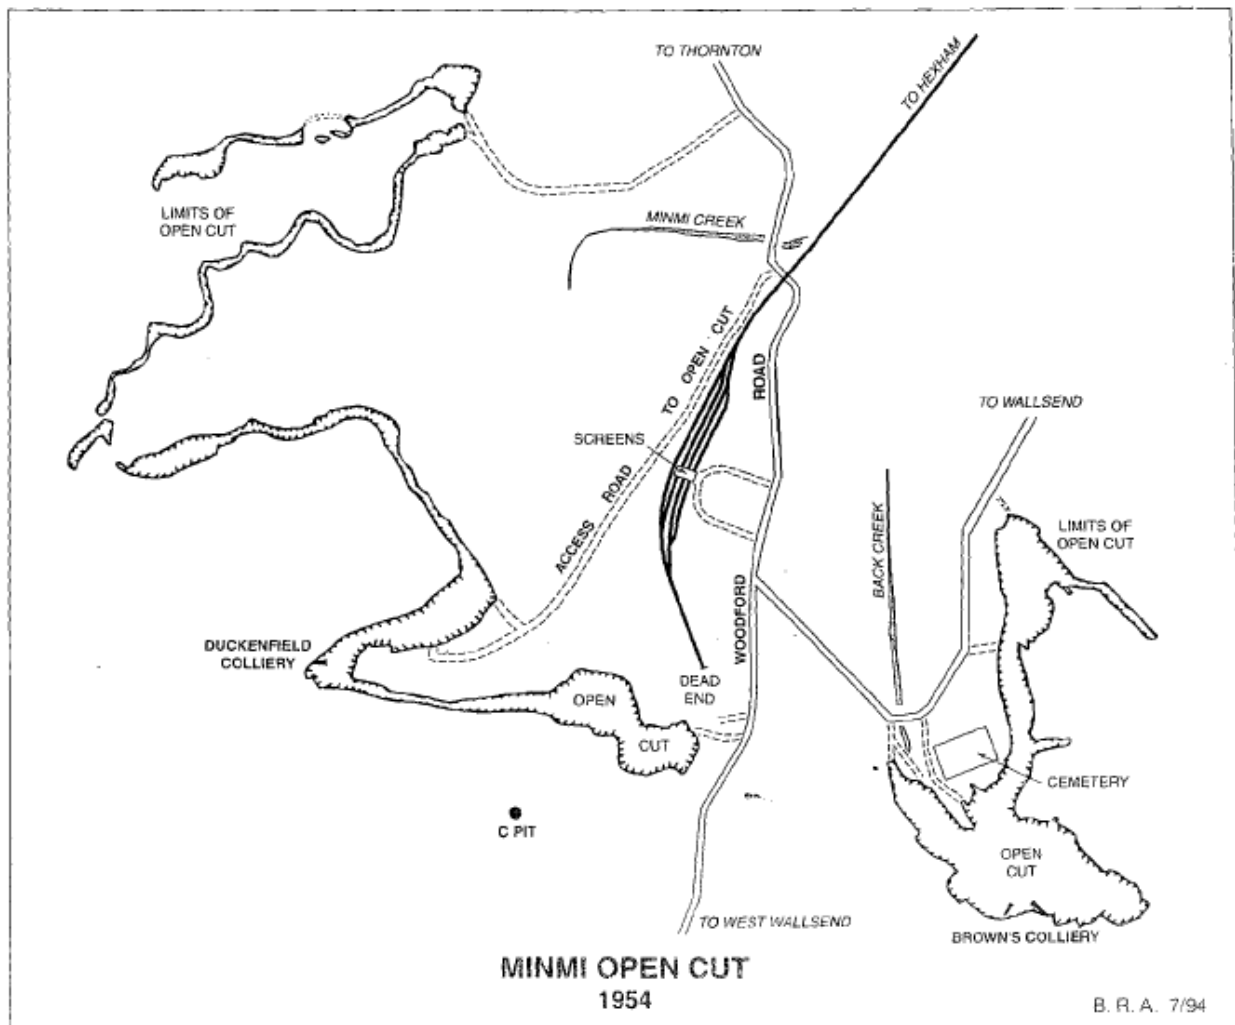 TO THORNTON
TO HEXHAM
LIMITS OF
OPEN CUT
MINMI CREEK
ACCESS ROAD TO OPEN CUT
WOODFORD ROAD
TO WALLSEND
SCREENS
BACK CREEK
LIMITS OF
OPEN CUT
DUCKENFIELD
COLLIERY
OPEN
CUT
DEAD
END
CEMETERY
C PIT
OPEN
CUT
TO WEST WALLSEND
BROWN'S COLLIERY
MINMI OPEN CUT
1954
B. R. A. 7/94